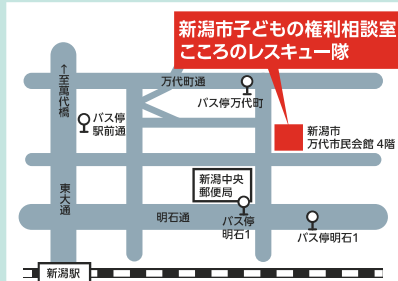 新潟市子どもの権利相談室
こころのレスキュー隊
↑至萬代橋
万代町通
バス停万代町
バス停
駅前通
新潟市
万代市民会館 4階
新潟中央
郵便局
東大通
明石通
バス停
明石1
バス停明石1
新潟駅